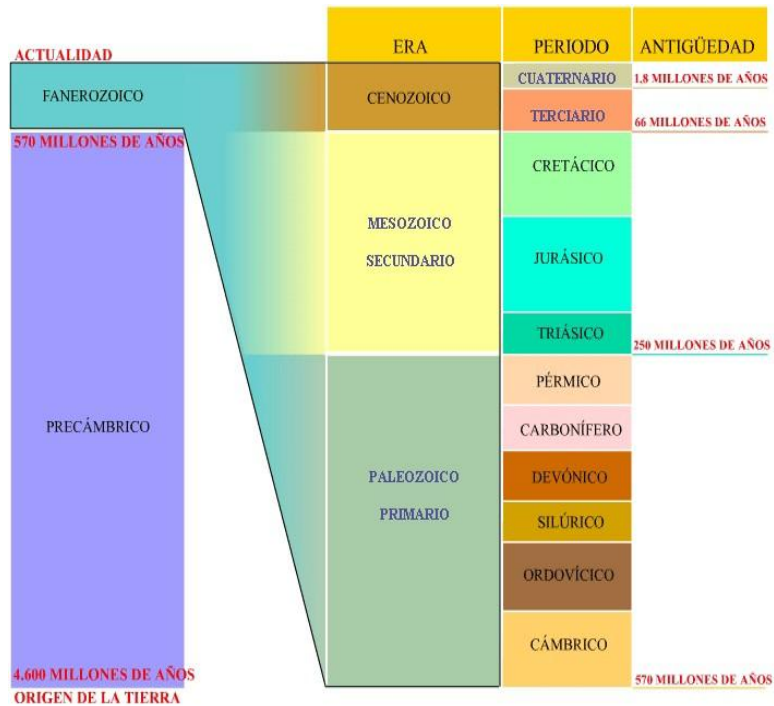 ERA
PERIODO
ANTIGÜEDAD
ACTUALIDAD
FANEROZOICO
570 MILLONES DE AÑOS
PRECÁMBRICO
4.600 MILLONES DE AÑOS
ORIGEN DE LA TIERRA
CENOZOICO
MESOZOICO
SECUNDARIO
PALEOZOICO
PRIMARIO
CUATERNARIO
TERCIARIO
CRETÁCICO
JURÁSICO
TRIÁSICO
PÉRMICO
CARBONÍFERO
DEVÓNICO
SILÚRICO
ORDOVÍCICO
CÁMBRICO
1,8 MILLONES DE AÑOS
66 MILLONES DE AÑOS
250 MILLONES DE AÑOS
570 MILLONES DE AÑOS